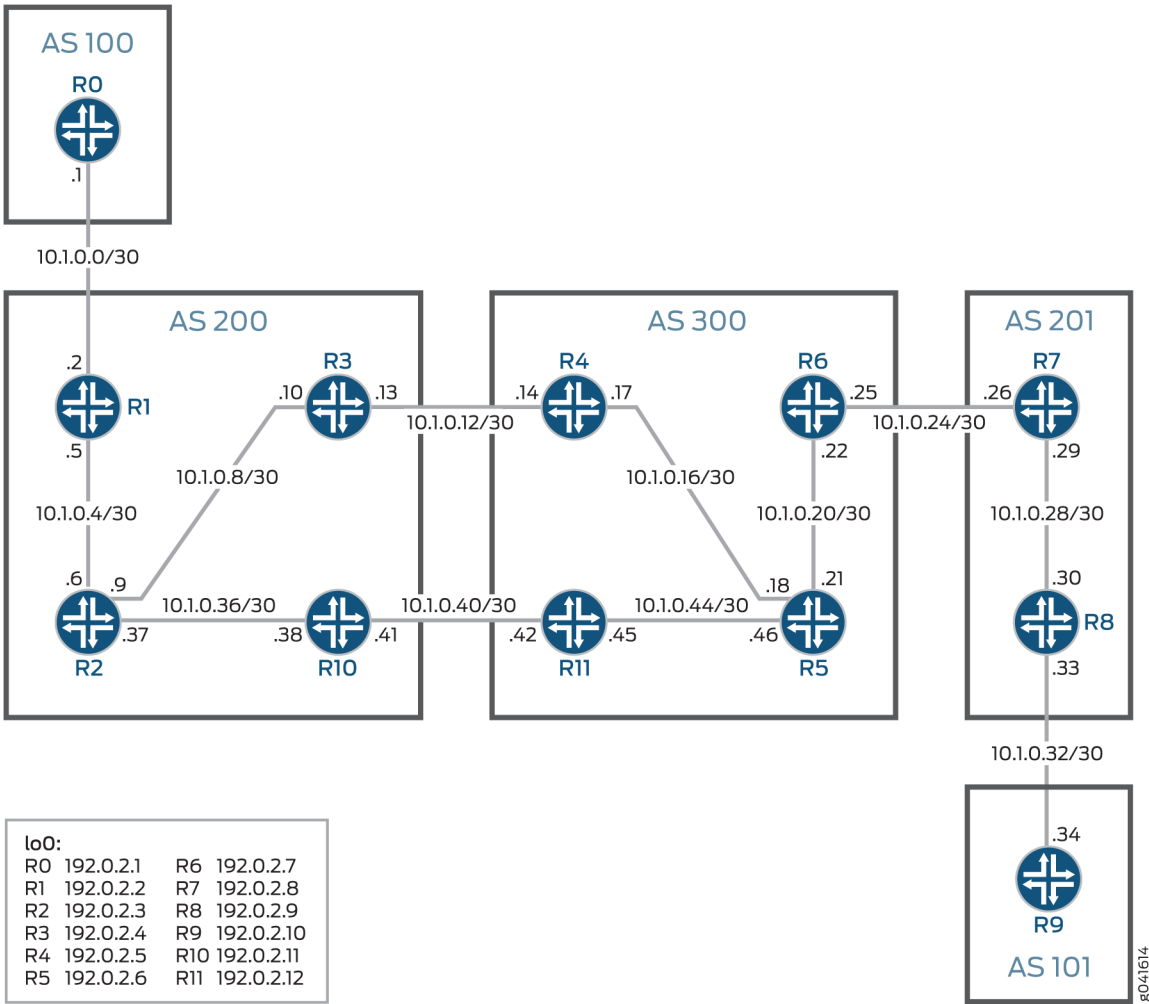 AS 100
R0
.1
10.1.0.0/30
AS 200
AS 300
AS 201
R3
R4
R6
R7
.2
.10
.13
.14
.17
.25
.26
R1
10.1.0.12/30
10.1.0.24/30
.5
.22
.29
10.1.0.8/30
10.1.0.16/30
10.1.0.4/30
10.1.0.20/30
10.1.0.28/30
.6
.9
.18
.21
.30
10.1.0.36/30
10.1.0.40/30
10.1.0.44/30
R8
.37
.38
.41
.42
.45
.46
R2
R10
R11
R5
.33
10.1.0.32/30
.34
lo0:
R0 192.0.2.1 R6 192.0.2.7
R1 192.0.2.2 R7 192.0.2.8
R2 192.0.2.3 R8 192.0.2.9
R3 192.0.2.4 R9 192.0.2.10
R4 192.0.2.5 R10 192.0.2.11
R5 192.0.2.6 R11 192.0.2.12
R9
AS 101
g041614